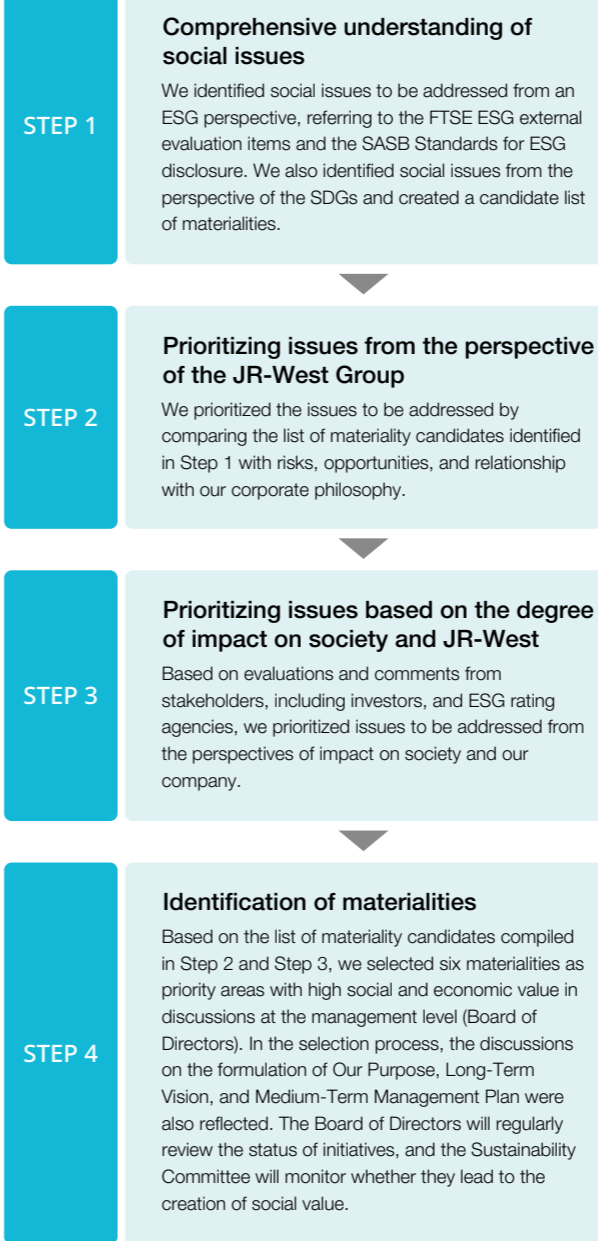 STEP 1
Comprehensive understanding of
social issues
We identified social issues to be addressed from an
ESG perspective, referring to the FTSE ESG external
evaluation items and the SASB Standards for ESG
disclosure. We also identified social issues from the
perspective of the SDGs and created a candidate list
of materialities.
STEP 2
Prioritizing issues from the perspective
of the JR-West Group
We prioritized the issues to be addressed by
comparing the list of materiality candidates identified
in Step 1 with risks, opportunities, and relationship
with our corporate philosophy.
STEP 3
Prioritizing issues based on the degree
of impact on society and JR-West
Based on evaluations and comments from
stakeholders, including investors, and ESG rating
agencies, we prioritized issues to be addressed from
the perspectives of impact on society and our
company.
STEP 4
Identification of materialities
Based on the list of materiality candidates compiled
in Step 2 and Step 3, we selected six materialities as
priority areas with high social and economic value in
discussions at the management level (Board of
Directors). In the selection process, the discussions
on the formulation of Our Purpose, Long-Term
Vision, and Medium-Term Management Plan were
also reflected. The Board of Directors will regularly
review the status of initiatives, and the Sustainability
Committee will monitor whether they lead to the
creation of social value.